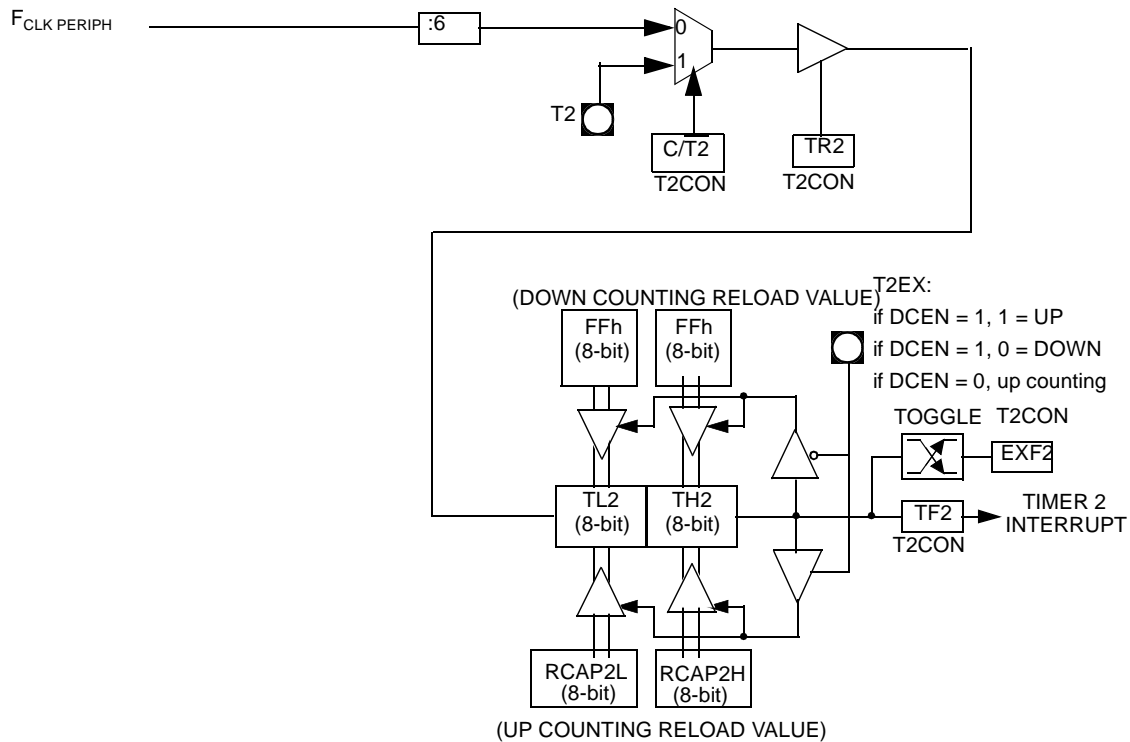 FCLK PERIPH
:6
0
1
T2
C/T2
TR2
T2CON
T2CON
T2EX:
(DOWN COUNTING RELOAD VALUE)
if DCEN = 1, 1 = UP
FFh
FFh
(8-bit)
(8-bit)
if DCEN = 1, 0 = DOWN
if DCEN = 0, up counting
TOGGLE
T2CON
EXF2
TL2
TH2
(8-bit)
(8-bit)
TF2
TIMER 2
INTERRUPT
T2CON
RCAP2L
RCAP2H
(8-bit)
(8-bit)
(UP COUNTING RELOAD VALUE)